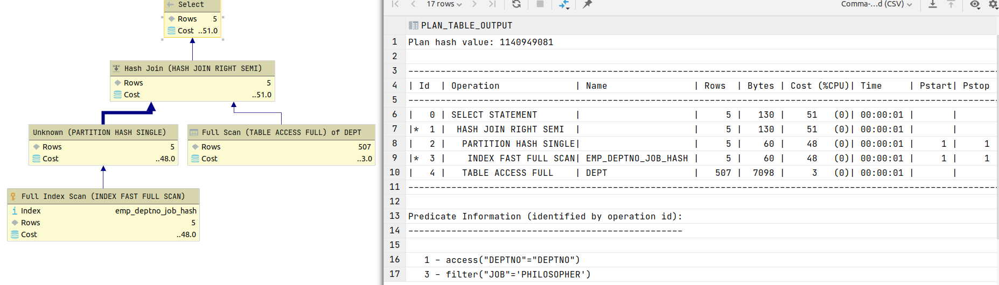 Select
Rows 5
Cost ..51.0
Hash Join (HASH JOIN RIGHT SEMI)
Rows 5
Cost ..51.0
Unknown (PARTITION HASH SINGLE)
Rows 5
Cost ..48.0
Full Scan (TABLE ACCESS FULL) of DEPT
Rows 507
Cost ..3.0
Full Index Scan (INDEX FAST FULL SCAN)
Index emp_deptno_job_hash
Rows 5
Cost ..48.0
17 rows Comma-...d (CSV)
PLAN_TABLE_OUTPUT
1 Plan hash value: 1140949081
2
3 ----------------------------------------------------------------------------------------------------------------
4 | Id | Operation | Name | Rows | Bytes | Cost (%CPU)| Time | Pstart| Pstop
5 ----------------------------------------------------------------------------------------------------------------
6 | 0 | SELECT STATEMENT | | 5 | 130 | 51 (0)| 00:00:01 | |
7 |* 1 | HASH JOIN RIGHT SEMI | | 5 | 130 | 51 (0)| 00:00:01 | |
8 | 2 | PARTITION HASH SINGLE| | 5 | 60 | 48 (0)| 00:00:01 | 1 | 1
9 |* 3 | INDEX FAST FULL SCAN| EMP_DEPTNO_JOB_HASH | 5 | 60 | 48 (0)| 00:00:01 | 1 | 1
10 | 4 | TABLE ACCESS FULL | DEPT | 507 | 7098 | 3 (0)| 00:00:01 | |
11 ----------------------------------------------------------------------------------------------------------------
12
13 Predicate Information (identified by operation id):
14 ---------------------------------------------------
15
16 1 - access("DEPTNO"="DEPTNO")
17 3 - filter("JOB"='PHILOSOPHER')